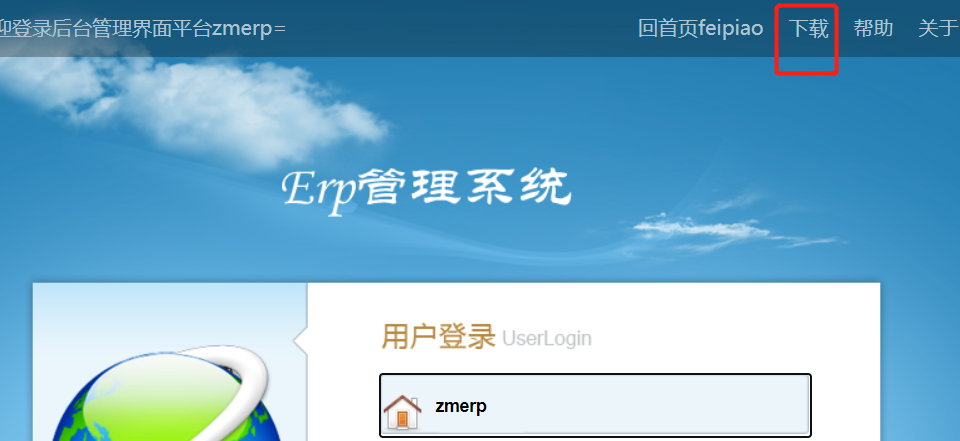 迎登录后台管理界面平台zmerp=
回首页feipiao 下载 帮助 关于
Erp管理系统
用户登录 UserLogin
zmerp